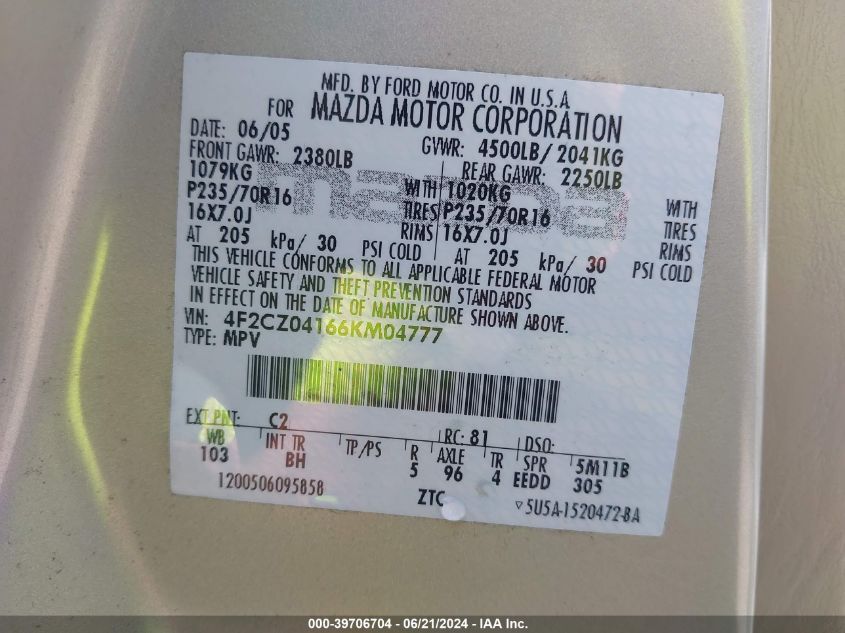 MFD. BY FORD MOTOR CO. IN U.S.A.
FOR MAZDA MOTOR CORPORATION
DATE: 06/05 GVWR: 4500LB/ 2041KG
FRONT GAWR: 2380LB REAR GAWR: 2250LB
1079KG WITH 1020KG WITH
P235/70R16 TIRES P235/70R16 TIRES
16X7.0J RIMS 16X7.0J RIMS
AT 205 kPa/ 30 PSI COLD AT 205 kPa/ 30 PSI COLD
mazda
THIS VEHICLE CONFORMS TO ALL APPLICABLE FEDERAL MOTOR
VEHICLE SAFETY AND THEFT PREVENTION STANDARDS
IN EFFECT ON THE DATE OF MANUFACTURE SHOWN ABOVE.
VIN: 4F2CZ04166KM04777
TYPE: MPV
EXT PNT: C2 RC: 81 DSO:
WB INT TR TP/PS R AXLE TR SPR 5M11B
103 BH 5 96 4 EEDD 305
1200506095858 ZTC ▽5U5A-1520472-BA
000-39706704 - 06/21/2024 - IAA Inc.